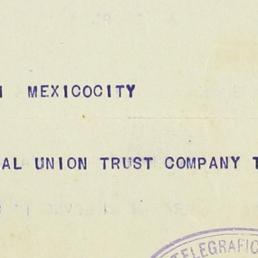 MEXICOCITY
AL UNION TRUST COMPANY T
TELEGRAFIC